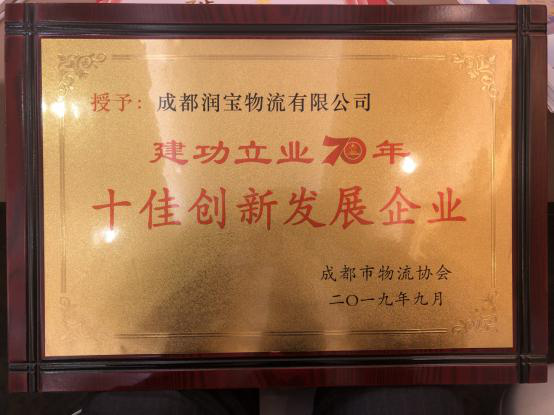 授予：成都润宝物流有限公司
建功立业70年
十佳创新发展企业
成都市物流协会
二〇一九年九月